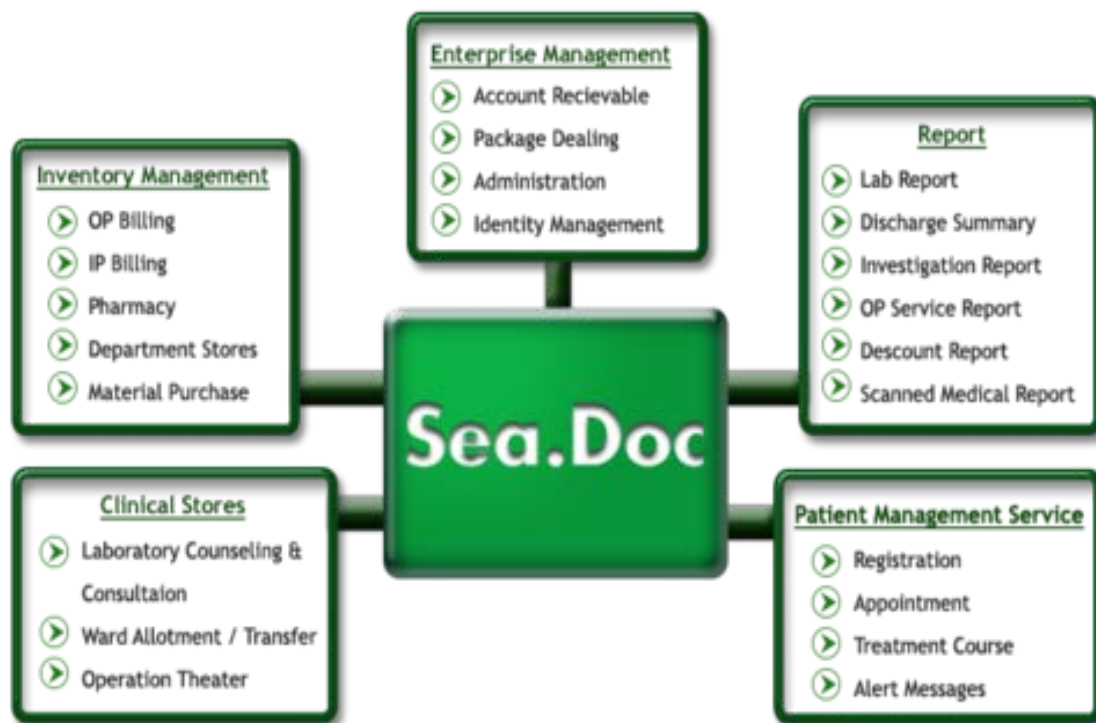 Enterprise Management
Account Recievable
Package Dealing
Administration
Identity Management
Inventory Management
OP Billing
IP Billing
Pharmacy
Department Stores
Material Purchase
Report
Lab Report
Discharge Summary
Investigation Report
OP Service Report
Descount Report
Scanned Medical Report
Sea.Doc
Clinical Stores
Laboratory Counseling &
Consultaion
Ward Allotment / Transfer
Operation Theater
Patient Management Service
Registration
Appointment
Treatment Course
Alert Messages